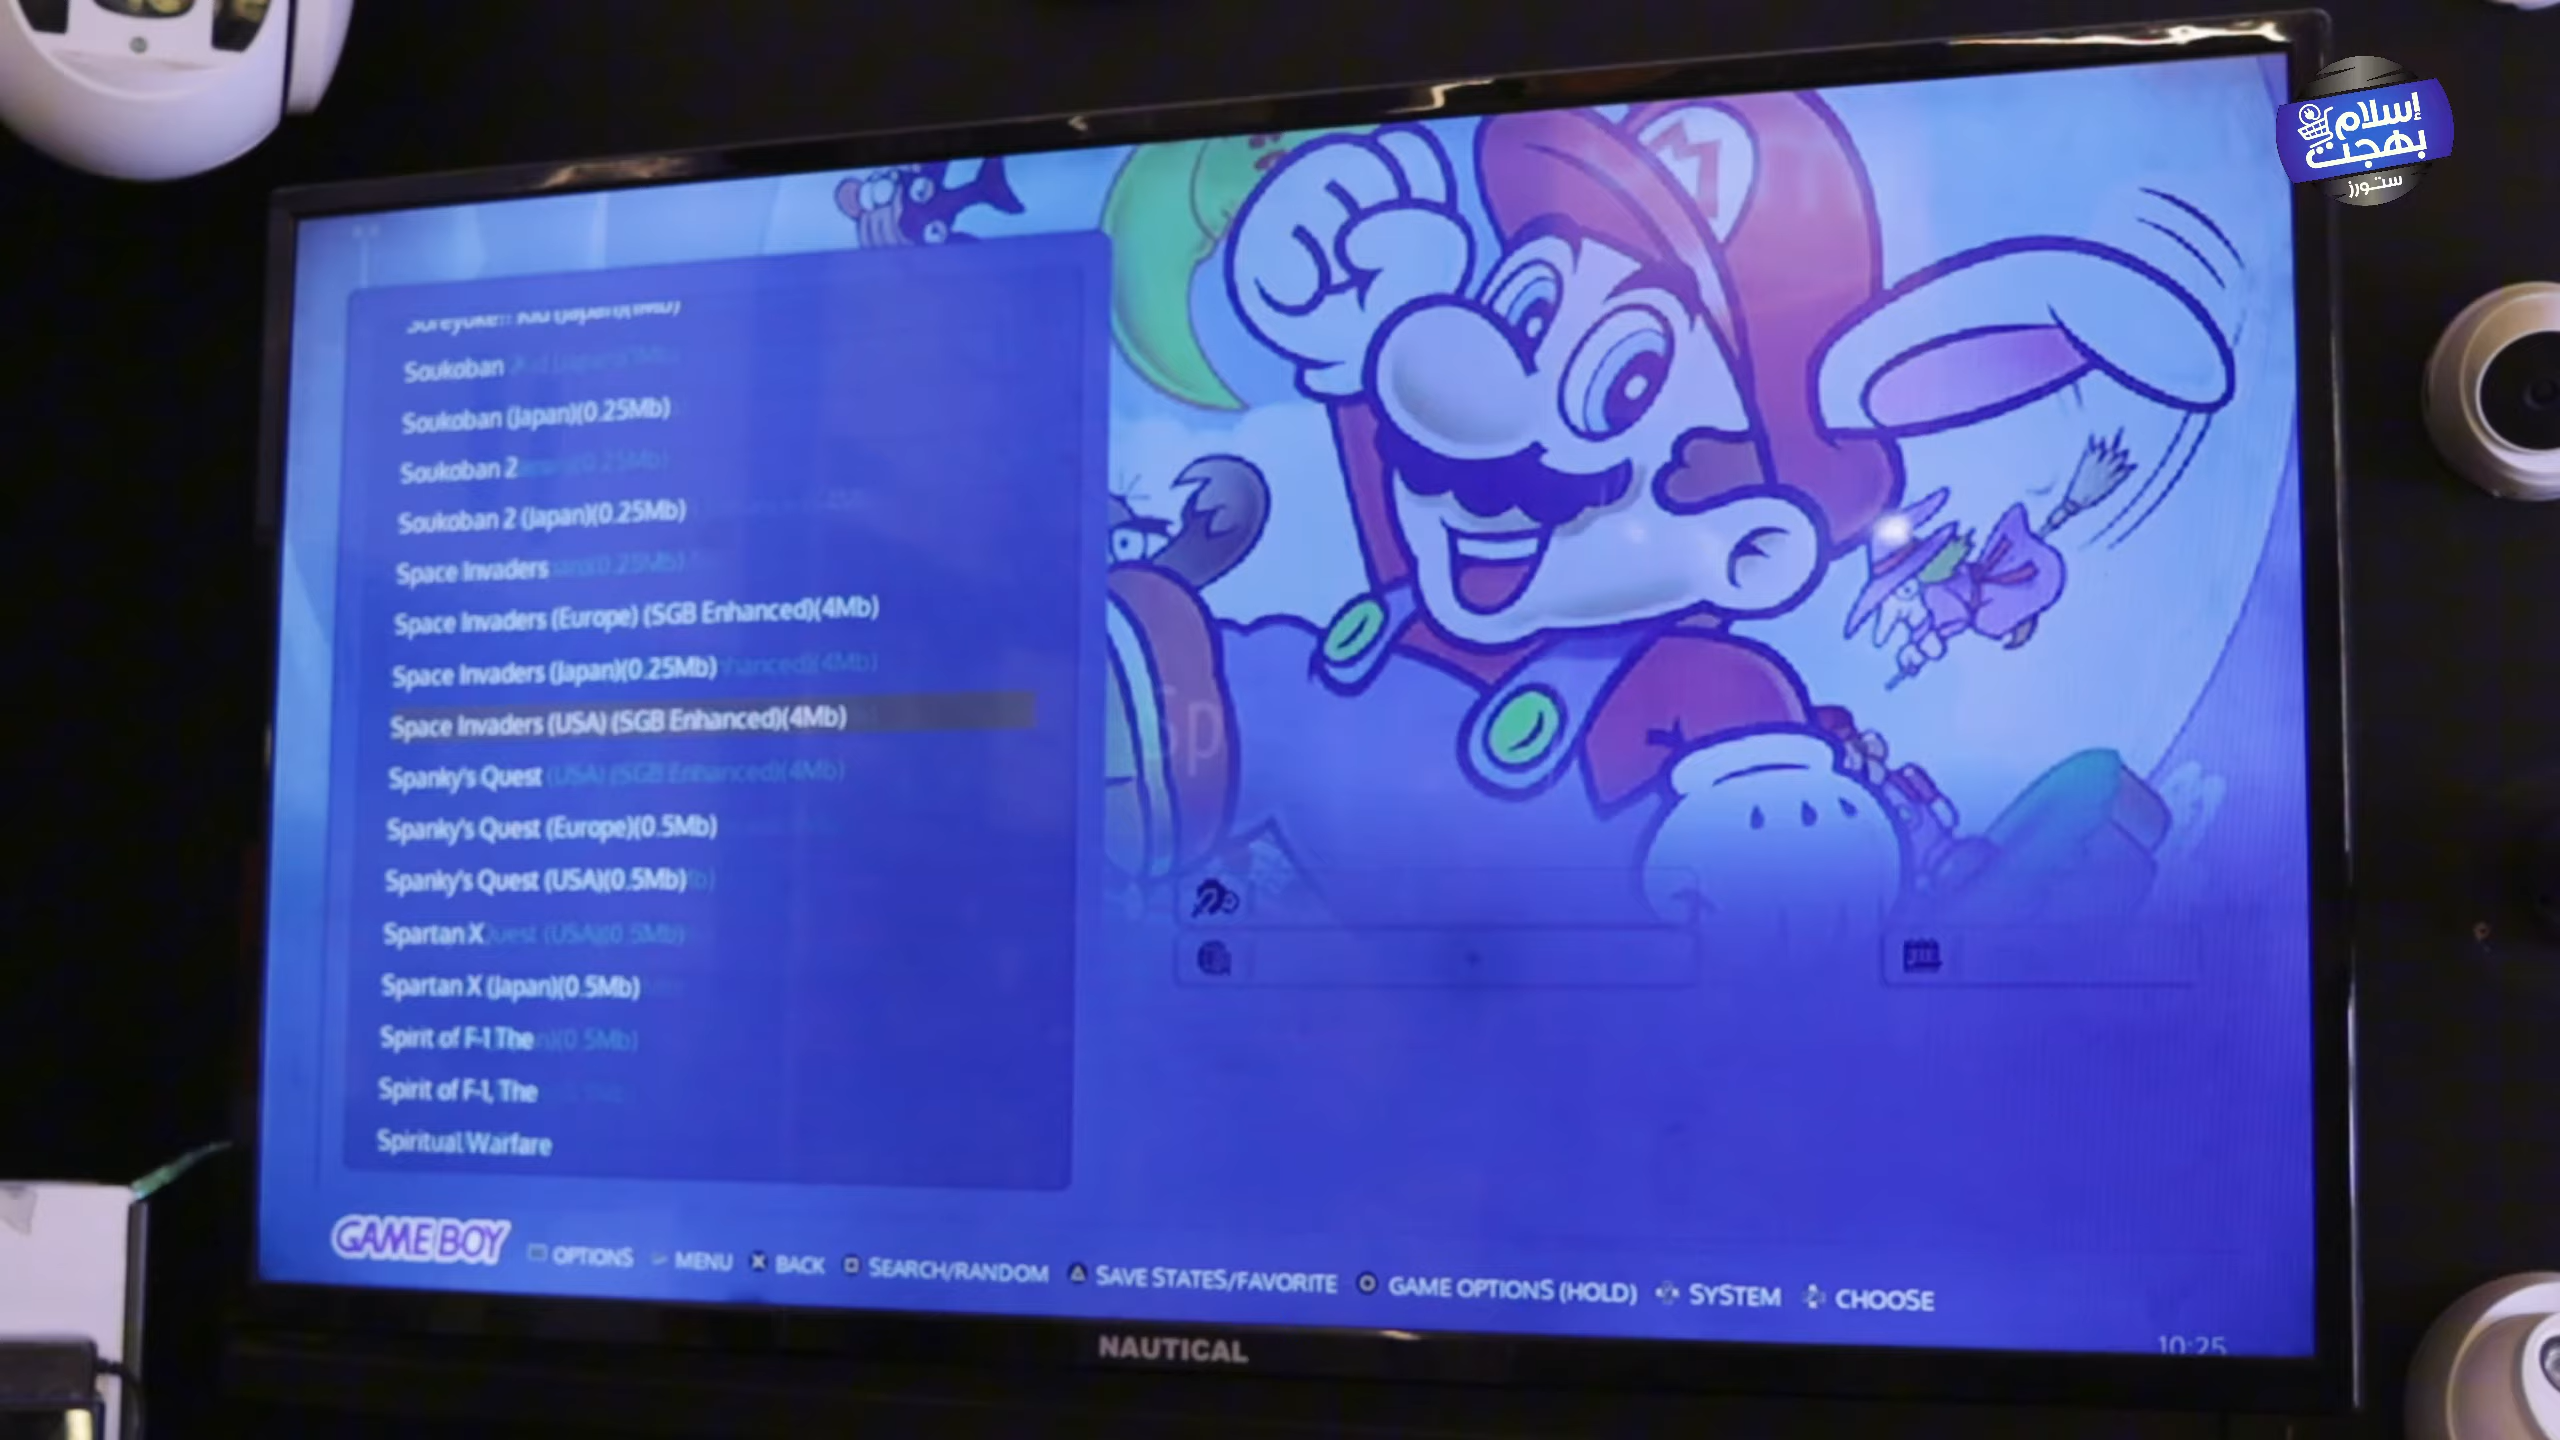 إسلام
بهجت
ستورز
M
Soukoban
Soukoban (Japan)(0.25Mb)
Soukoban 2
Soukoban 2 (Japan)(0.25Mb)
Space Invaders
Space Invaders (Europe) (SGB Enhanced)(4Mb)
Space Invaders (Japan)(0.25Mb)
Space Invaders (USA) (SGB Enhanced)(4Mb)
Spanky's Quest
Spanky's Quest (Europe)(0.5Mb)
Spanky's Quest (USA)(0.5Mb)
Spartan X
Spartan X (Japan)(0.5Mb)
Spirit of F-1 The
Spirit of F-1, The
Spiritual Warfare
Sp
GAME BOY OPTIONS MENU BACK SEARCH/RANDOM SAVE STATES/FAVORITE GAME OPTIONS (HOLD) SYSTEM CHOOSE
10:25
NAUTICAL